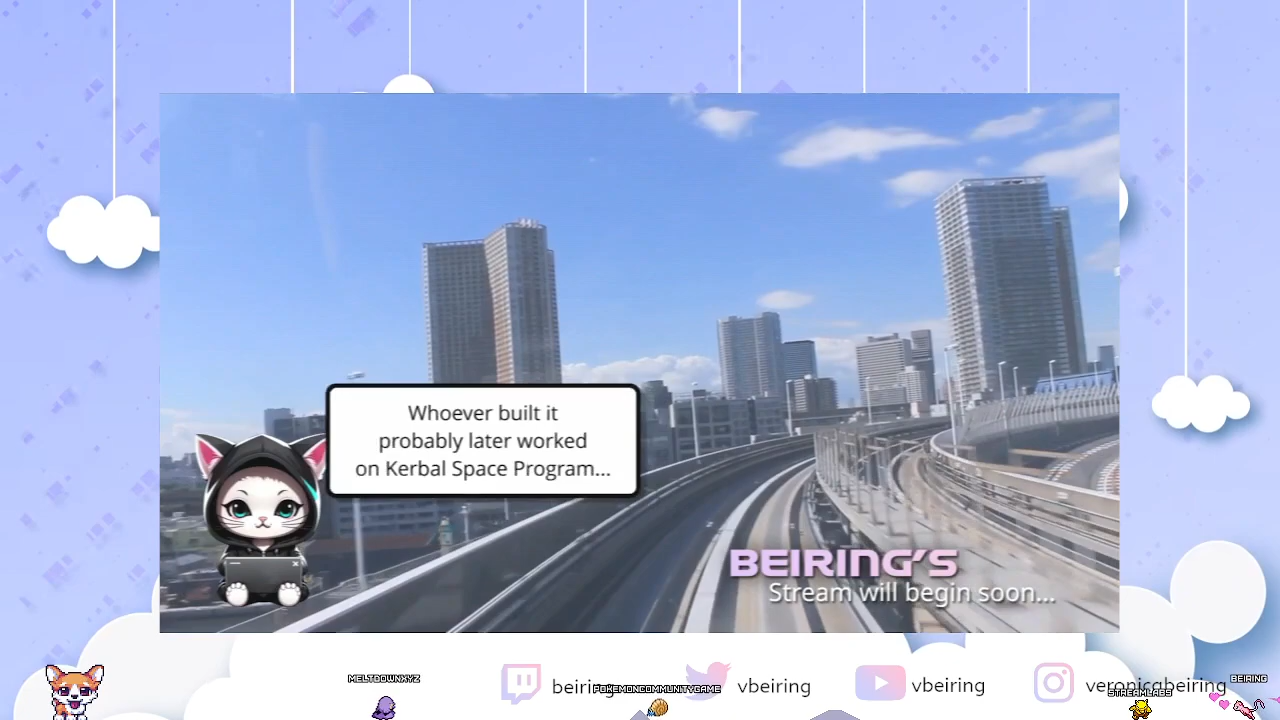 Whoever built it
probably later worked
on Kerbal Space Program...
BEIRING'S
Stream will begin soon...
MELTDOWNXYZ
POKEMONCOMMUNITYGAME
STREAMLABS
BEIRING
vbeiring
vbeiring
veronicabeiring